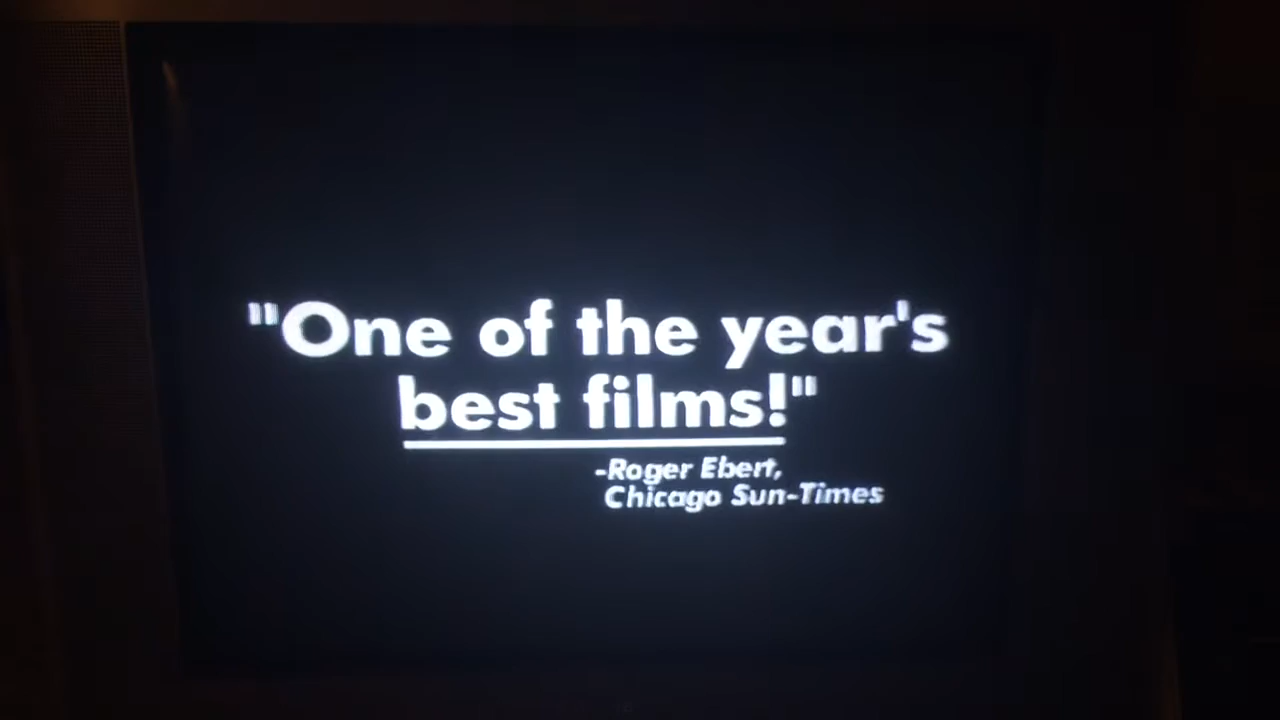 "One of the year's
best films!"
-Roger Ebert,
Chicago Sun-Times